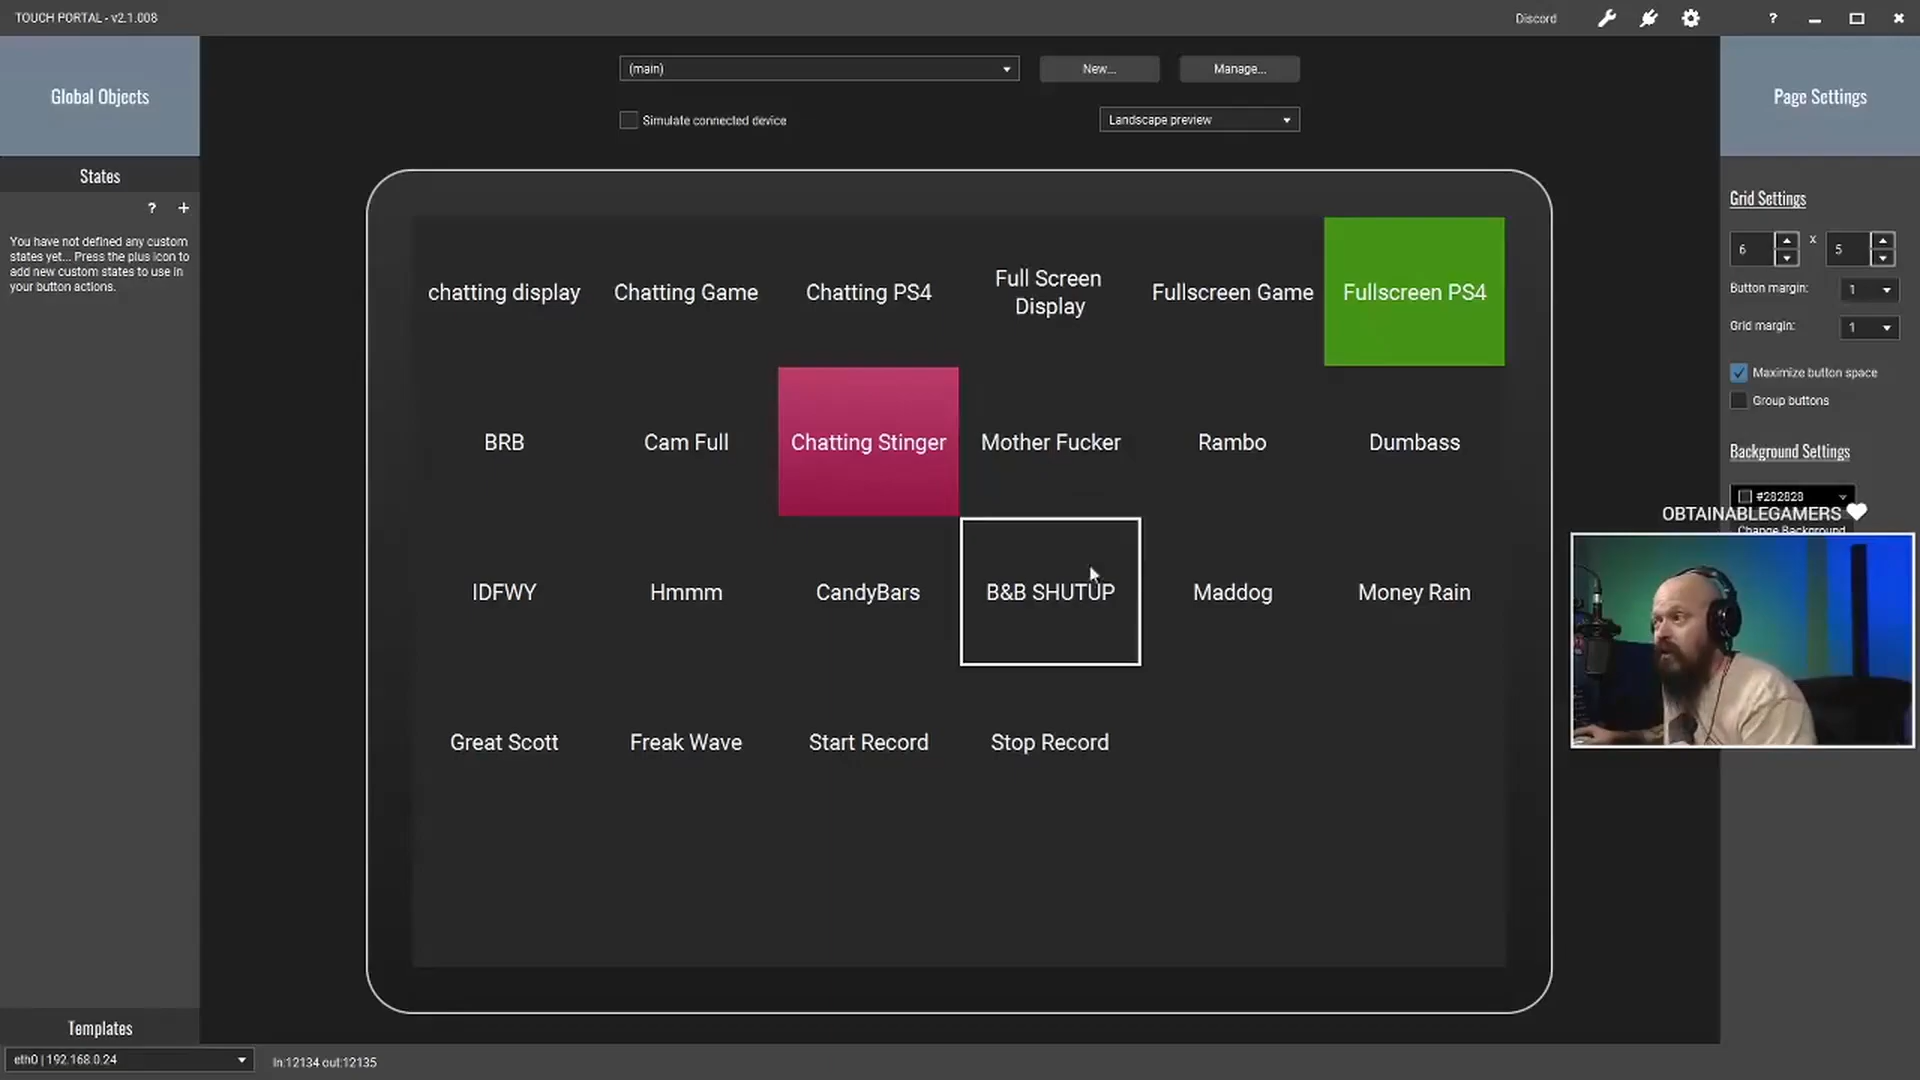 TOUCH PORTAL - v2.1.008
Discord
?
Global Objects
(main)
New...
Manage...
Page Settings
Simulate connected device
Landscape preview
States
? +
You have not defined any custom
states yet... Press the plus icon to
add new custom states to use in
your button actions.
Grid Settings
6 x 5
Button margin: 1
Grid margin: 1
Maximize button space
Group buttons
Background Settings
#282828
Change Background
OBTAINABLEGAMERS
chatting display
Chatting Game
Chatting PS4
Full Screen
Display
Fullscreen Game
Fullscreen PS4
BRB
Cam Full
Chatting Stinger
Mother Fucker
Rambo
Dumbass
IDFWY
Hmmm
CandyBars
B&B SHUTUP
Maddog
Money Rain
Great Scott
Freak Wave
Start Record
Stop Record
Templates
eth0 | 192.168.0.24
In:12134 out:12135